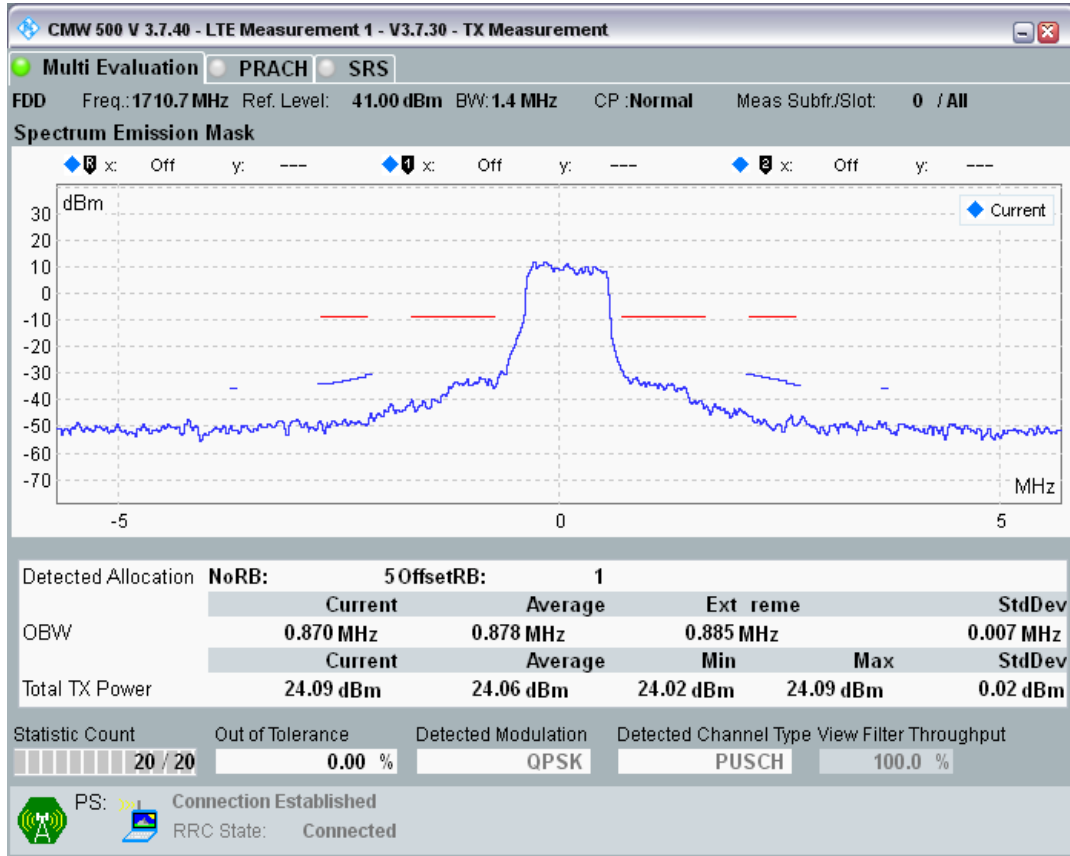 CMW 500 V 3.7.40 - LTE Measurement 1 - V3.7.30 - TX Measurement
Multi Evaluation PRACH SRS
FDD Freq.: 1710.7 MHz Ref. Level: 41.00 dBm BW: 1.4 MHz CP : Normal Meas Subfr./Slot: 0 / All
Spectrum Emission Mask
R x: Off y: --- 1 x: Off y: --- 2 x: Off y: ---
dBm
Current
30
20
10
0
-10
-20
-30
-40
-50
-60
-70
MHz
-5 0 5
Detected Allocation NoRB: 5 OffsetRB: 1
Current Average Ext reme StdDev
OBW 0.870 MHz 0.878 MHz 0.885 MHz 0.007 MHz
Current Average Min Max StdDev
Total TX Power 24.09 dBm 24.06 dBm 24.02 dBm 24.09 dBm 0.02 dBm
Statistic Count Out of Tolerance Detected Modulation Detected Channel Type View Filter Throughput
20 / 20 0.00 % QPSK PUSCH 100.0 %
PS: Connection Established
RRC State: Connected